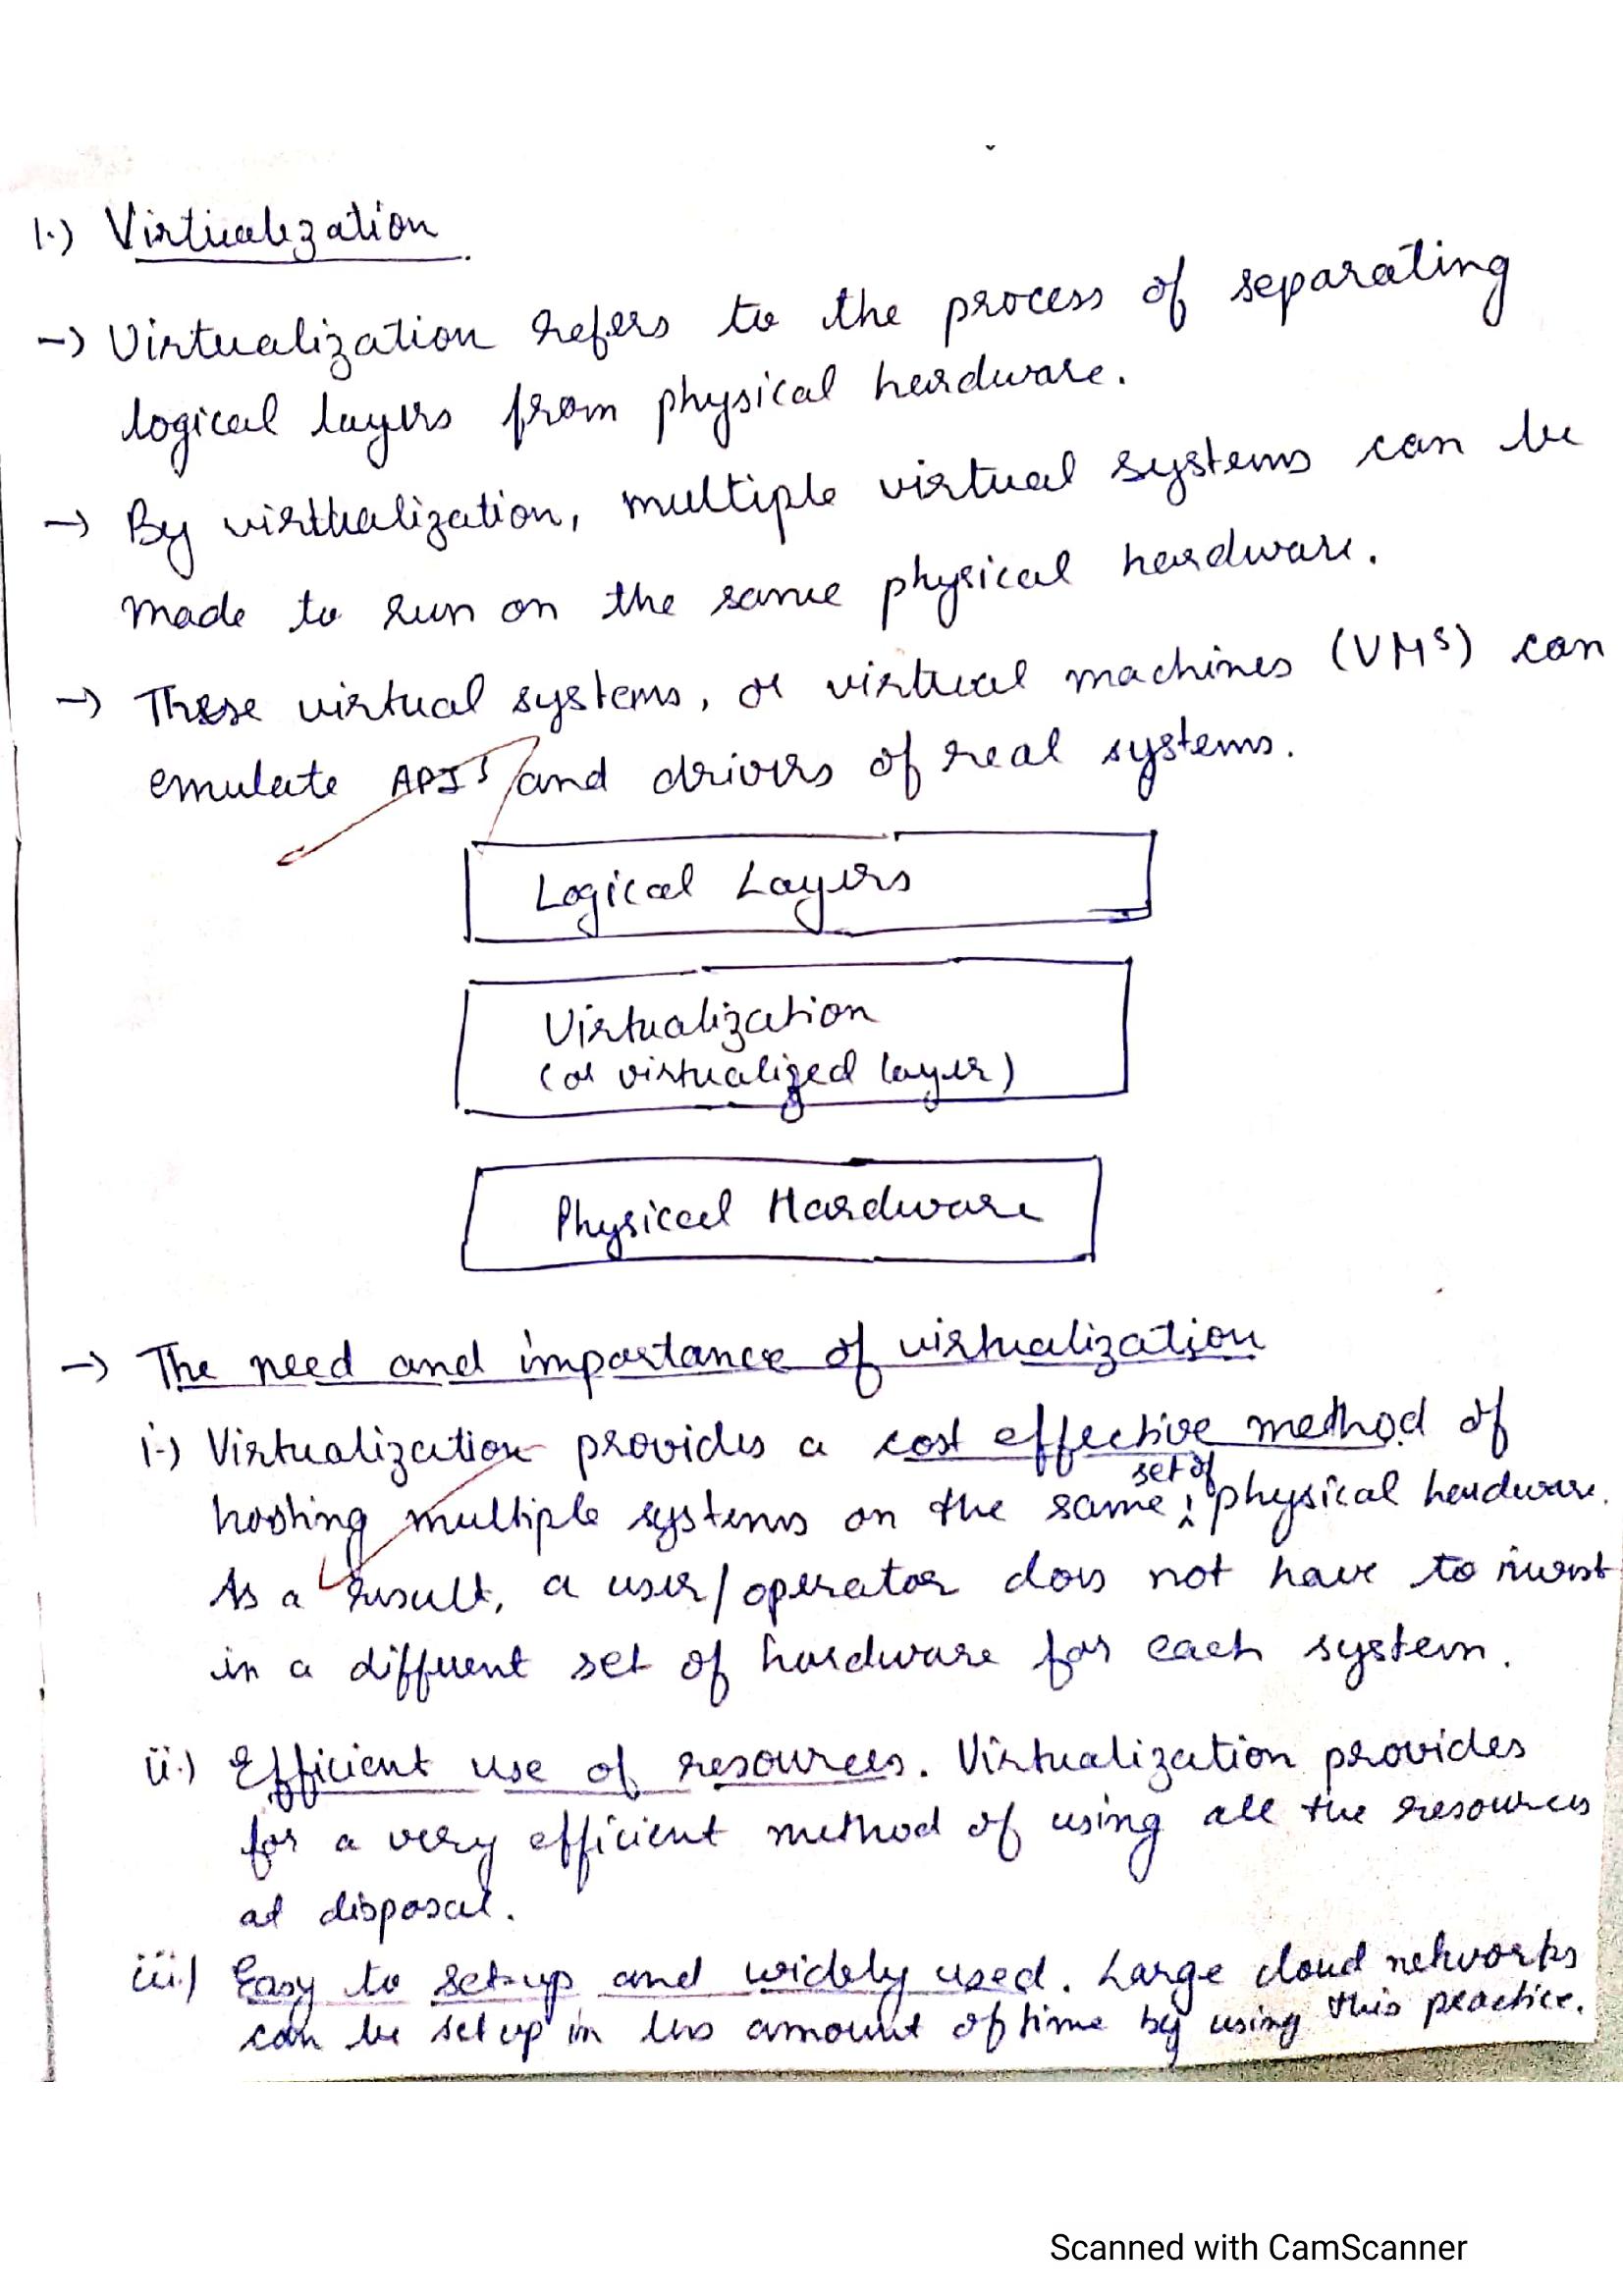 1.) Virtualization
-> Virtualization refers to the process of separating
logical layers from physical hardware.
-> By virtualization, multiple virtual systems can be
made to run on the same physical hardware.
-> These virtual systems, or virtual machines (VMs) can
emulate APIs and drivers of real systems.
Logical Layers
Virtualization
(or virtualized layer)
Physical Hardware
-> The need and importance of virtualization
i.) Virtualization provides a cost effective method of
hosting multiple systems on the same set of physical hardware.
As a result, a user/operator does not have to invest
in a different set of hardware for each system.
ii.) Efficient use of resources. Virtualization provides
for a very efficient method of using all the resources
at disposal.
iii.) Easy to set-up and widely used. Large cloud networks
can be set up in less amount of time by using this practice.
Scanned with CamScanner